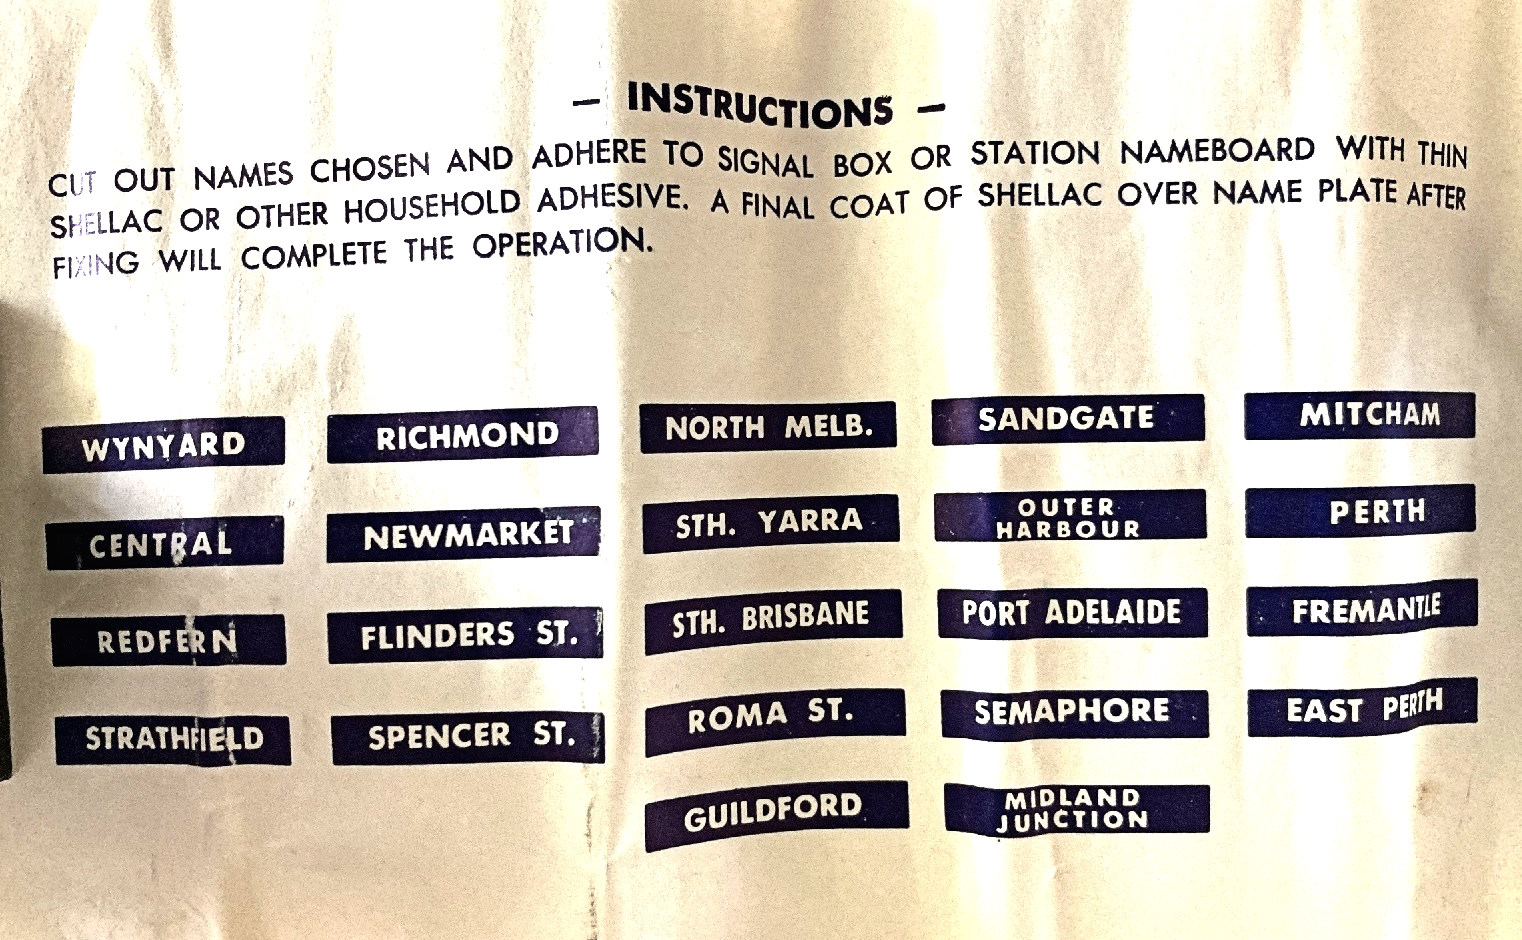 - INSTRUCTIONS -
CUT OUT NAMES CHOSEN AND ADHERE TO SIGNAL BOX OR STATION NAMEBOARD WITH THIN
SHELLAC OR OTHER HOUSEHOLD ADHESIVE. A FINAL COAT OF SHELLAC OVER NAME PLATE AFTER
FIXING WILL COMPLETE THE OPERATION.
WYNYARD
CENTRAL
REDFERN
STRATHFIELD
RICHMOND
NEWMARKET
FLINDERS ST.
SPENCER ST.
NORTH MELB.
STH. YARRA
STH. BRISBANE
ROMA ST.
GUILDFORD
SANDGATE
OUTER
HARBOUR
PORT ADELAIDE
SEMAPHORE
MIDLAND
JUNCTION
MITCHAM
PERTH
FREMANTLE
EAST PERTH